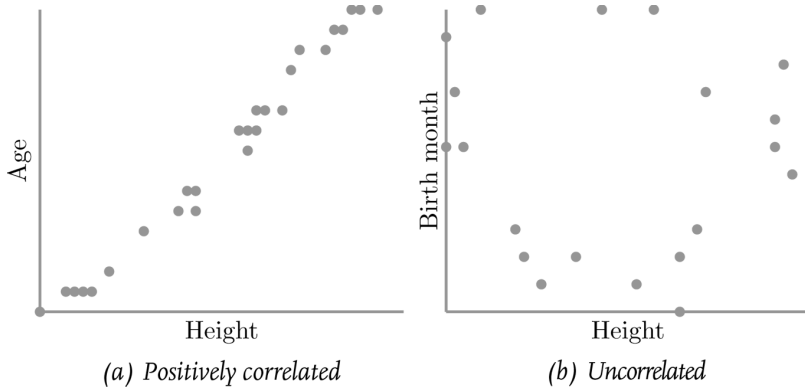 Age
Height
(a) Positively correlated
Birth month
Height
(b) Uncorrelated